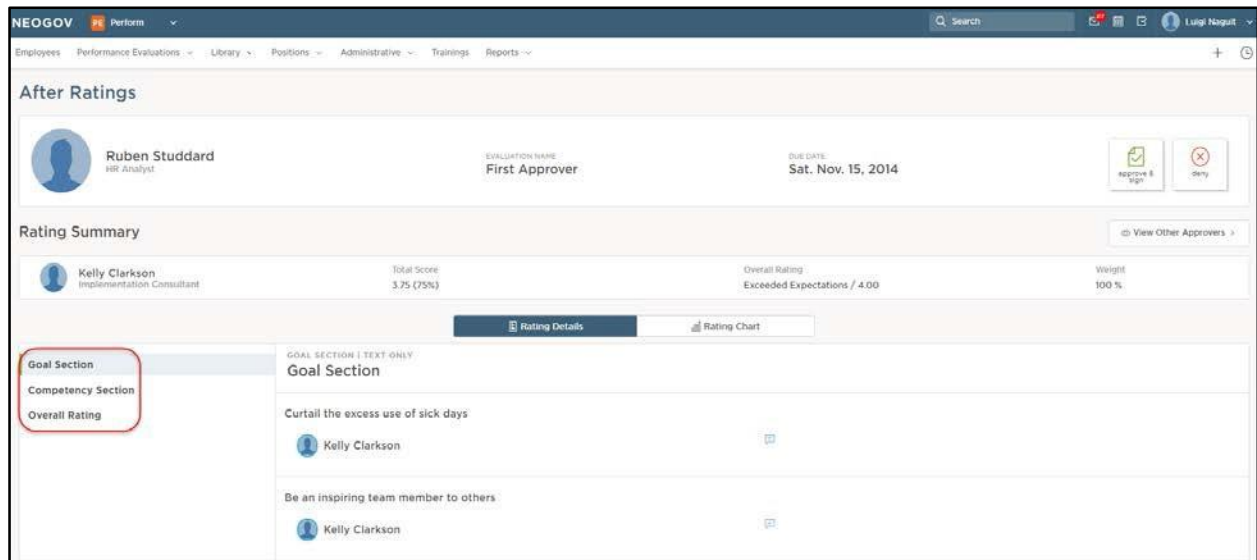 NEOGOV PE Perform Search Luigi Naguit
Employees Performance Evaluations Library Positions Administrative Trainings Reports
After Ratings
Ruben Studdard
HR Analyst
EVALUATION NAME
First Approver
DUE DATE
Sat. Nov. 15, 2014
approve & sign
deny
Rating Summary
View Other Approvers
Kelly Clarkson
Implementation Consultant
Total Score
3.75 (75%)
Overall Rating
Exceeded Expectations / 4.00
Weight
100 %
Rating Details Rating Chart
Goal Section
Competency Section
Overall Rating
GOAL SECTION | TEXT ONLY
Goal Section
Curtail the excess use of sick days
Kelly Clarkson
Be an inspiring team member to others
Kelly Clarkson